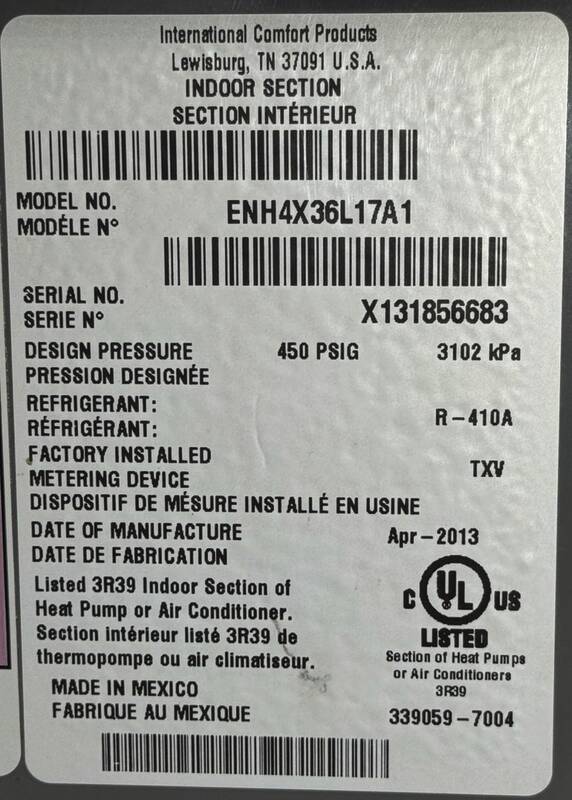 International Comfort Products
Lewisburg, TN 37091 U.S.A.
INDOOR SECTION
SECTION INTÉRIEUR
MODEL NO.
MODÉLE N° ENH4X36L17A1
SERIAL NO.
SERIE N° X131856683
DESIGN PRESSURE 450 PSIG 3102 kPa
PRESSION DESIGNÉE
REFRIGERANT:
RÉFRIGÉRANT: R-410A
FACTORY INSTALLED
METERING DEVICE TXV
DISPOSITIF DE MÉSURE INSTALLÉ EN USINE
DATE OF MANUFACTURE Apr-2013
DATE DE FABRICATION
Listed 3R39 Indoor Section of
Heat Pump or Air Conditioner.
Section intérieur listé 3R39 de
thermopompe ou air climatiseur.
C UL US
LISTED
Section of Heat Pumps
or Air Conditioners
3R39
MADE IN MEXICO
FABRIQUE AU MEXIQUE 339059-7004